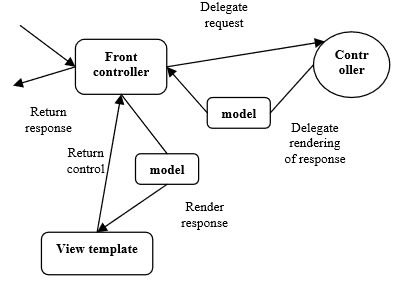 Delegate
request
Front
controller
Contr
oller
model
Return
response
Delegate
rendering
of response
Return
control
model
Render
response
View template